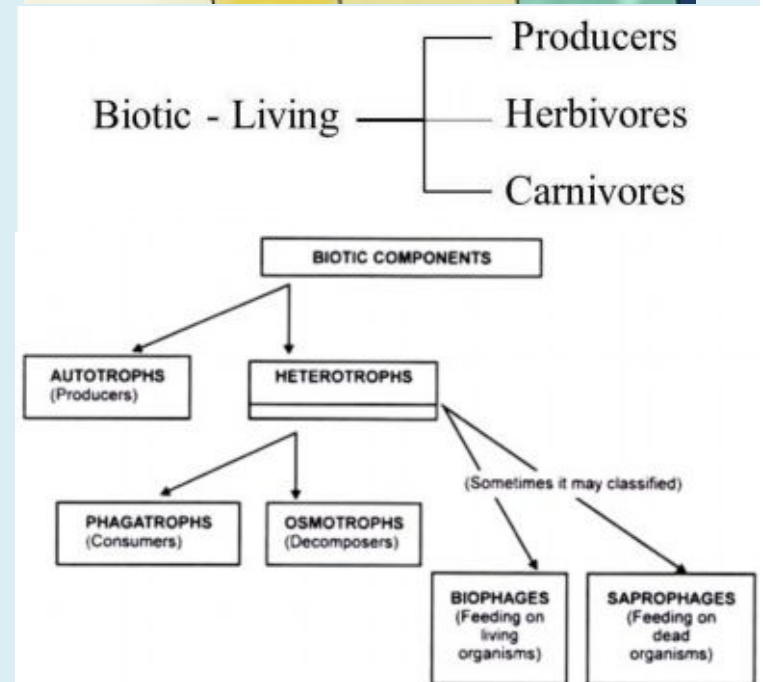 Producers
Biotic - Living
Herbivores
Carnivores
BIOTIC COMPONENTS
AUTOTROPHS
(Producers)
HETEROTROPHS
(Sometimes it may classified)
PHAGATROPHS
(Consumers)
OSMOTROPHS
(Decomposers)
BIOPHAGES
(Feeding on
living
organisms)
SAPROPHAGES
(Feeding on
dead
organisms)